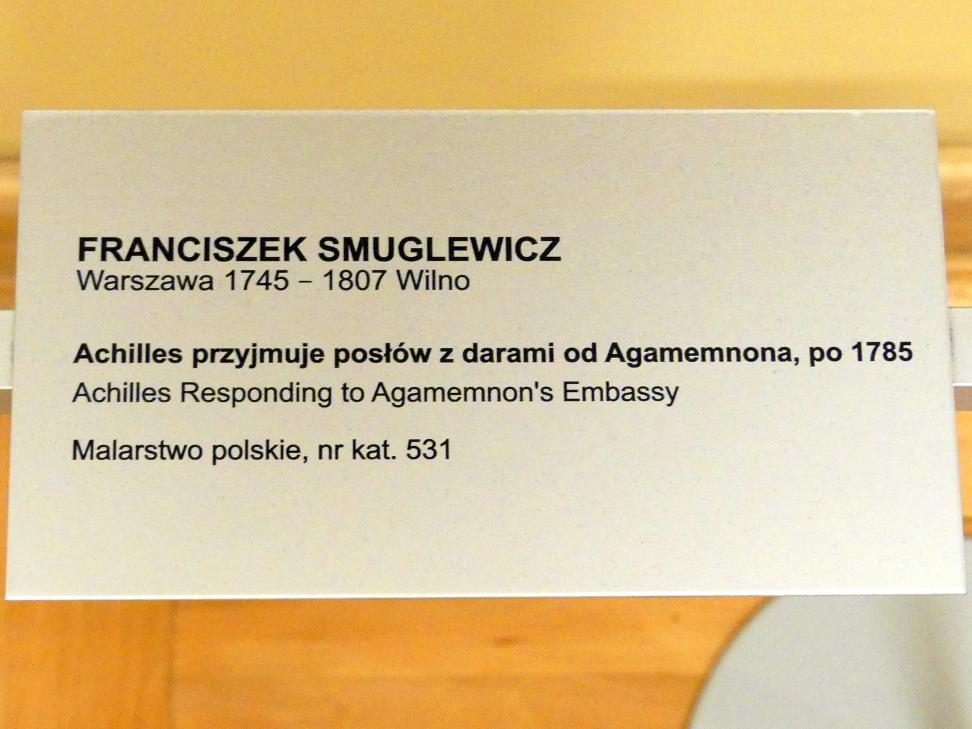 FRANCISZEK SMUGLEWICZ
Warszawa 1745 – 1807 Wilno
Achilles przyjmuje posłów z darami od Agamemnona, po 1785
Achilles Responding to Agamemnon's Embassy
Malarstwo polskie, nr kat. 531